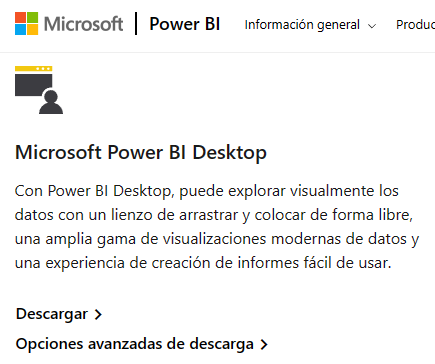 Microsoft Power BI Información general
Microsoft Power BI Desktop
Con Power BI Desktop, puede explorar visualmente los
datos con un lienzo de arrastrar y colocar de forma libre,
una amplia gama de visualizaciones modernas de datos y
una experiencia de creación de informes fácil de usar.
Descargar
Opciones avanzadas de descarga